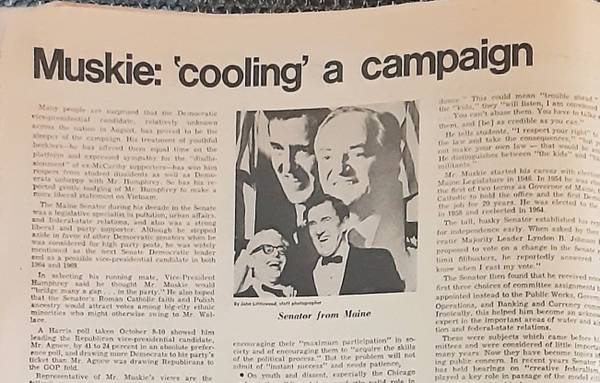 Muskie: 'cooling' a campaign
Many people are surprised that the Democratic
vice-presidential candidate, relatively unknown
across the nation in August, has proved to be the
sleeper of the campaign. His treatment of youthful
hecklers—he has offered them equal time on the
platform and expressed sympathy for the
of ex-McCarthy supporters—has won him
respect from student dissidents as well as Demo-
crats unhappy with Mr. Humphrey. So has his re-
ported gentle nudging of Mr. Humphrey to make a
more liberal statement on Vietnam.
The Maine Senator during his decade in the Senate
was a legislative specialist in pollution, urban affairs,
and federal-state relations, and also was a strong
liberal and party supporter. Although he stepped
aside in favor of other Democratic senators when he
was considered for high party posts, he was widely
mentioned as the next Senate Democratic leader
and as a possible vice-presidential candidate in both
1964 and 1968.
In selecting his running mate, Vice-President
Humphrey said he thought Mr. Muskie would
"bridge many a gap . . . in the party." He also hoped
that the Senator's Roman Catholic faith and Polish
ancestry would attract votes among big-city ethnic
minorities who might otherwise swing to Mr. Wal-
lace.
A Harris poll taken October 8-10 showed him
leading the Republican vice-presidential candidate,
Mr. Agnew, by 41 to 24 percent in an absolute prefer-
ence poll, and drawing more Democrats to his party's
ticket than Mr. Agnew was drawing Republicans to
the GOP fold.
Representative of Mr. Muskie's views are the
By John Littlewood, staff photographer
Senator from Maine
encouraging their "maximum participation" in so-
ciety and of encouraging them to "acquire the skills
of the political process." But the problem will not
admit of "instant success" and needs patience,
• On youth and dissent, especially the Chicago
valid role in
This could mean "trouble ahead"
the "kids," they "will listen, I am convinced
. . . You can't abuse them. You have to take
them, and [be] as credible as you can."
He tells students, "I respect your right to
the law and take the consequences," "but
not make your own law — that would be
He distinguishes between "the kids" and "the
militants."
Mr. Muskie started his career with election
Maine Legislature in 1946. In 1954 he was
the first of two terms as Governor of Maine,
Catholic to hold the office and the first Dem
the job for 20 years. He was elected to the
in 1958 and reelected in 1964.
The tall, husky Senator established his rep
for independence early. When asked by then
cratic Majority Leader Lyndon B. Johnson
proposed to vote on a change in the Senate
limit filibusters, he reportedly answered
know when I cast my vote."
The Senator then found that he received none
first three choices of committee assignments
appointed instead to the Public Works, Govern
Operations, and Banking and Currency com
Ironically, this helped him become an acknow
expert in the important areas of water and air
tion and federal-state relations.
These were subjects which came before
mittees and were considered of little importan
many years. Now they have become topics of
ing public concern. In recent years Senator
has held hearings on "creative federalism
played a key role in passage of the model